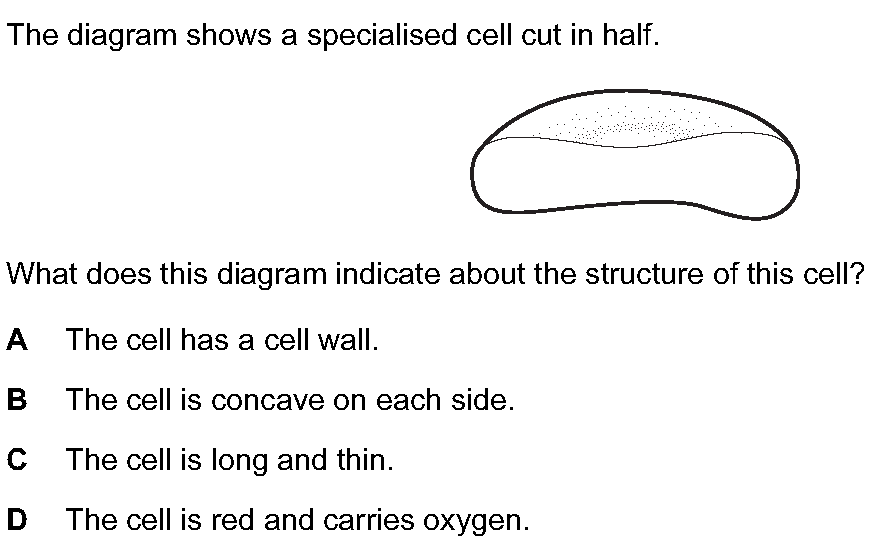 The diagram shows a specialised cell cut in half.
What does this diagram indicate about the structure of this cell?
A The cell has a cell wall.
B The cell is concave on each side.
C The cell is long and thin.
D The cell is red and carries oxygen.